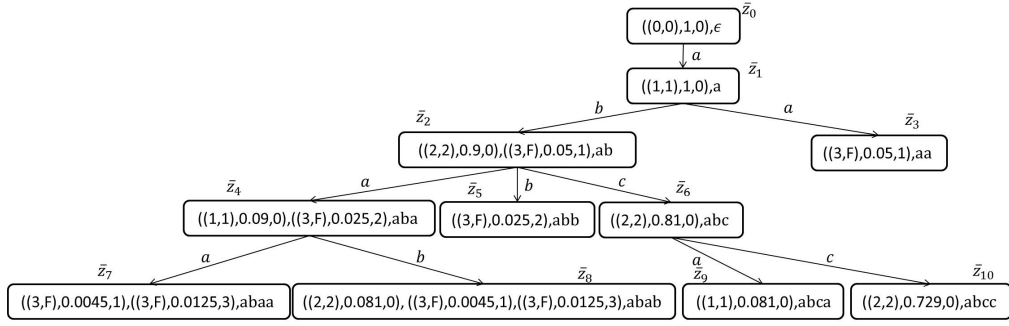 z̄₀
((0,0),1,0),ϵ
a
z̄₁
((1,1),1,0),a
b a
z̄₂ z̄₃
((2,2),0.9,0),((3,F),0.05,1),ab ((3,F),0.05,1),aa
a b c
z̄₄ z̄₅ z̄₆
((1,1),0.09,0),((3,F),0.025,2),aba ((3,F),0.025,2),abb ((2,2),0.81,0),abc
a b a c
z̄₇ z̄₈ z̄₉ z̄₁₀
((3,F),0.0045,1),((3,F),0.0125,3),abaa ((2,2),0.081,0), ((3,F),0.0045,1),((3,F),0.0125,3),abab ((1,1),0.081,0),abca ((2,2),0.729,0),abcc